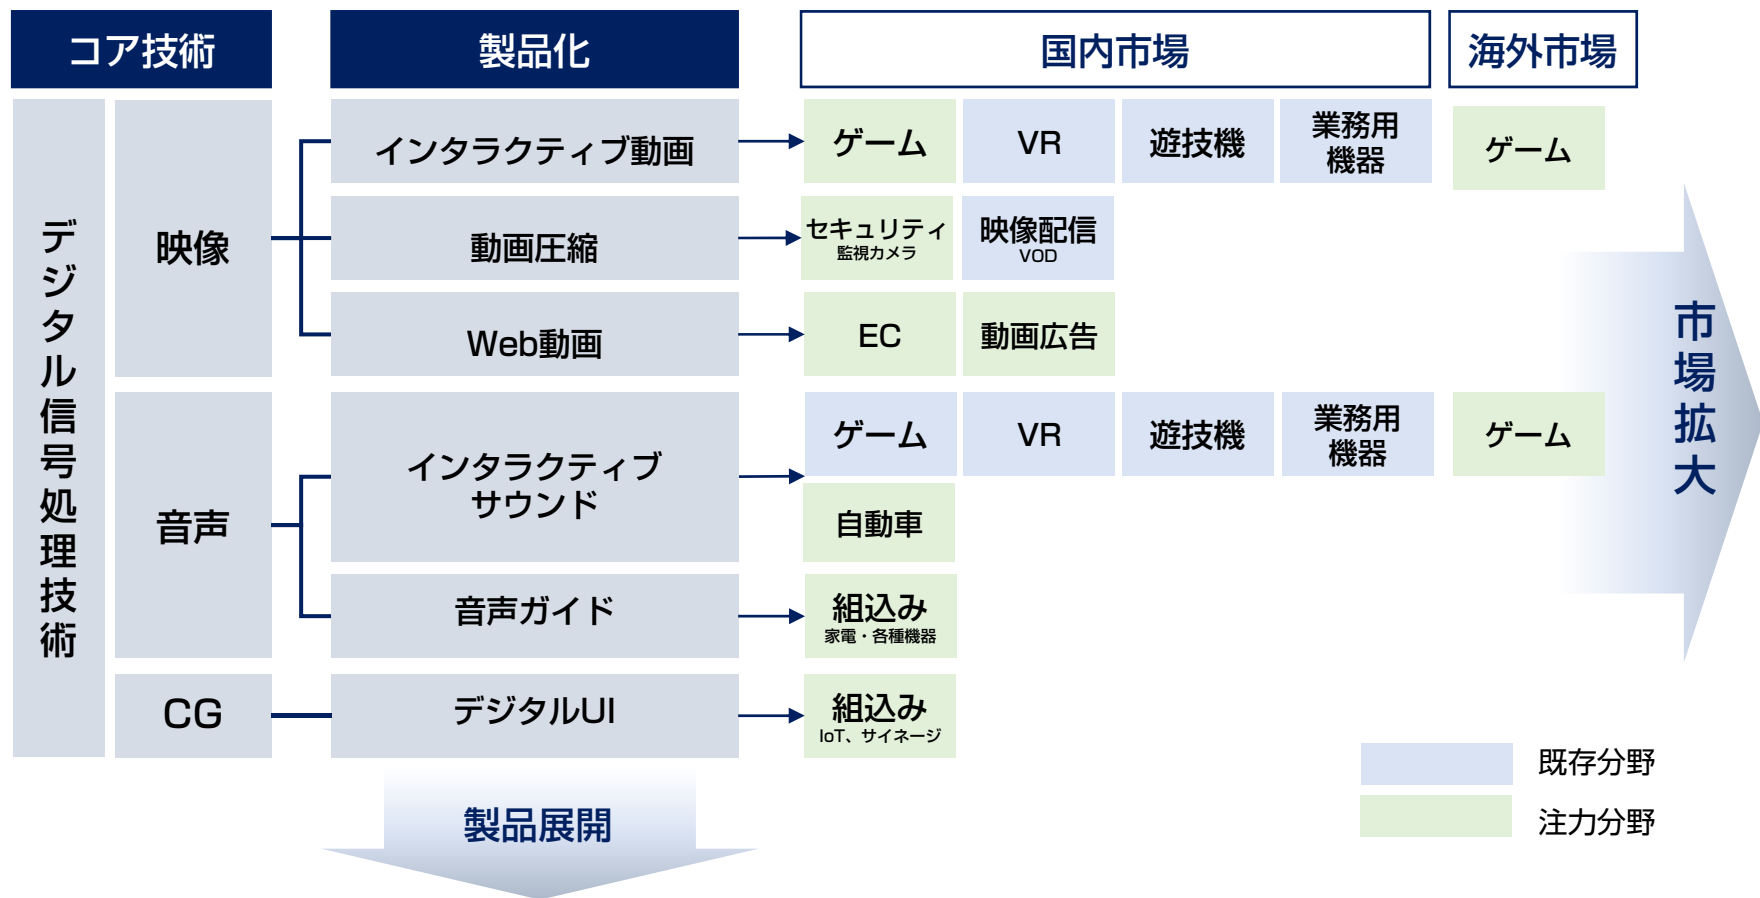 コア技術
製品化
国内市場
海外市場
デジタル信号処理技術
映像
インタラクティブ動画
ゲーム
VR
遊技機
業務用
機器
ゲーム
動画圧縮
セキュリティ
監視カメラ
映像配信
VOD
Web動画
EC
動画広告
音声
インタラクティブ
サウンド
ゲーム
VR
遊技機
業務用
機器
ゲーム
自動車
音声ガイド
組込み
家電・各種機器
CG
デジタルUI
組込み
IoT、サイネージ
市場拡大
製品展開
既存分野
注力分野